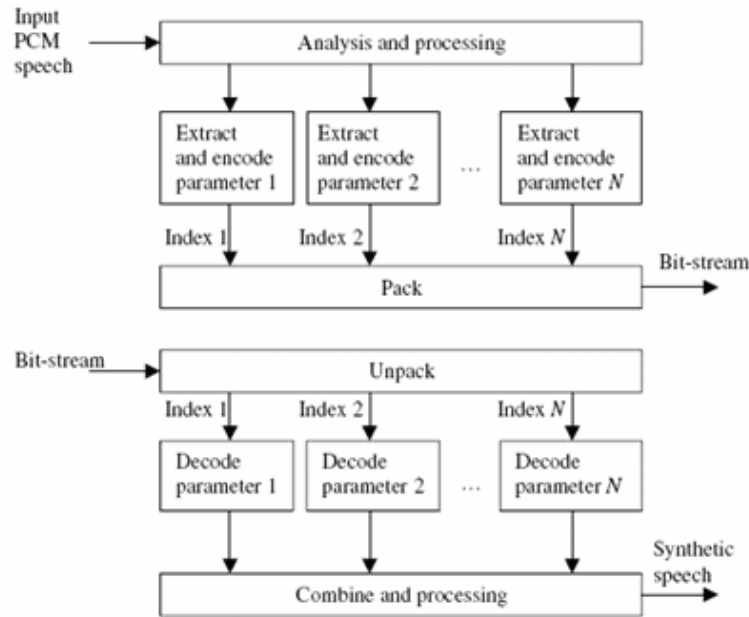 Input
PCM
speech
Analysis and processing
Extract
and encode
parameter 1
Extract
and encode
parameter 2
...
Extract
and encode
parameter N
Index 1
Index 2
Index N
Bit-stream
Pack
Bit-stream
Unpack
Index 1
Index 2
Index N
Decode
parameter 1
Decode
parameter 2
...
Decode
parameter N
Synthetic
speech
Combine and processing